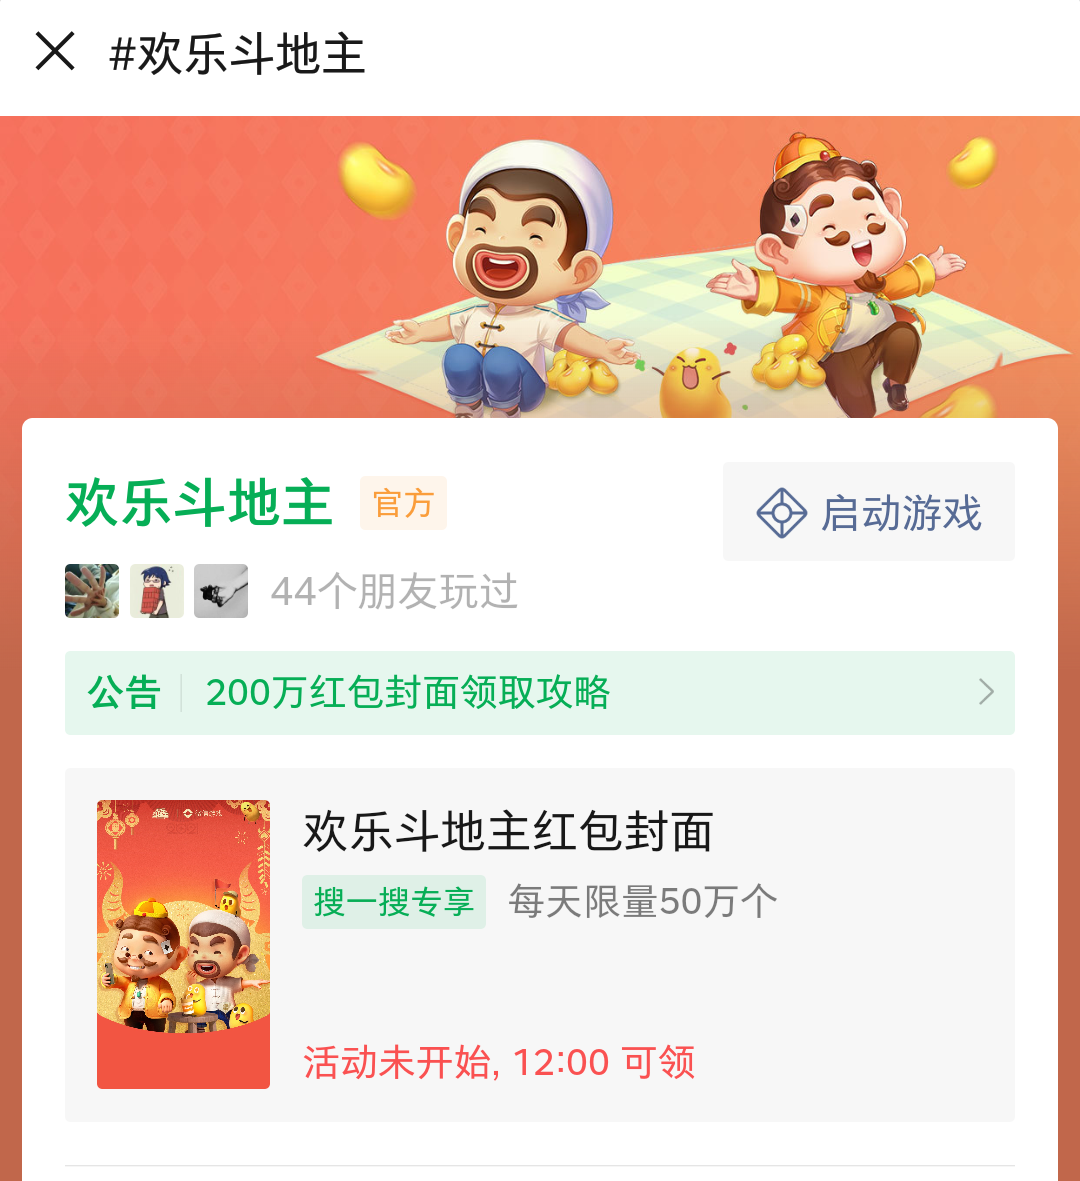 #欢乐斗地主
欢乐斗地主
官方
启动游戏
44个朋友玩过
公告
200万红包封面领取攻略
欢乐斗地主红包封面
搜一搜专享
每天限量50万个
活动未开始, 12:00 可领